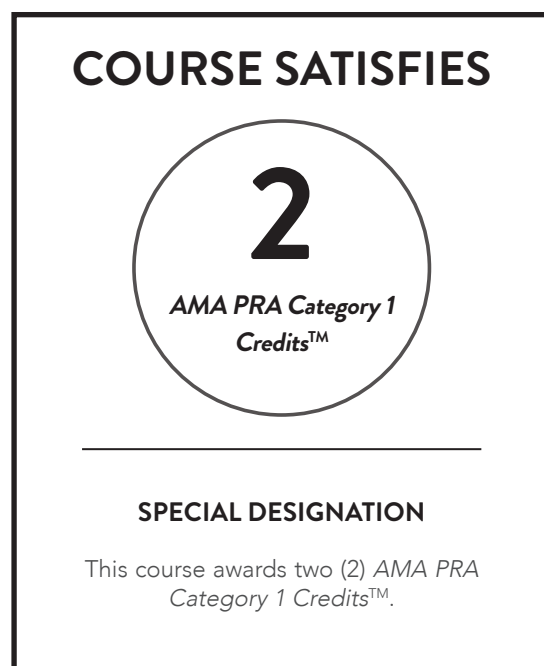 COURSE SATISFIES
2
AMA PRA Category 1
Credits™
SPECIAL DESIGNATION
This course awards two (2) AMA PRA
Category 1 Credits™.